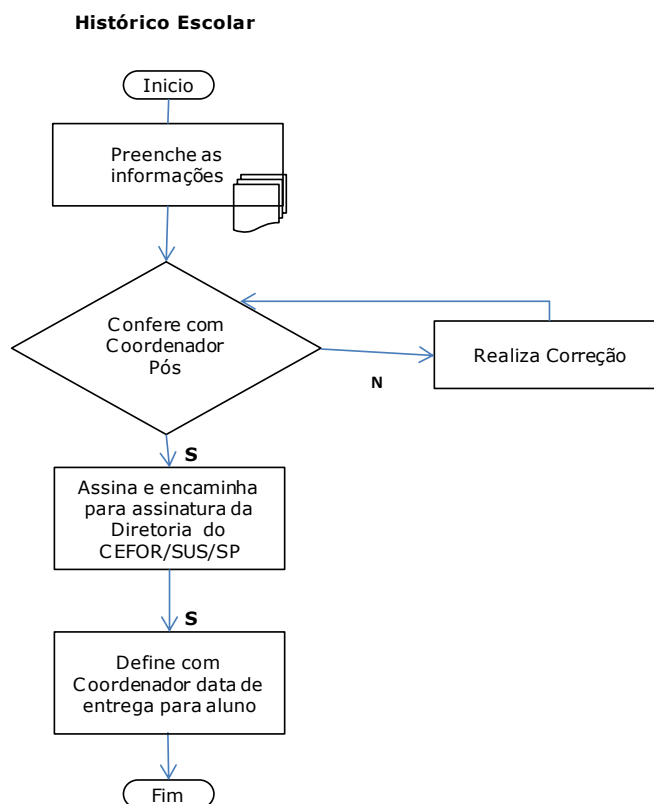 Histórico Escolar
Inicio
Preenche as
informações
Confere com
Coordenador
Pós
Realiza Correção
N
S
Assina e encaminha
para assinatura da
Diretoria do
CEFOR/SUS/SP
S
Define com
Coordenador data de
entrega para aluno
Fim